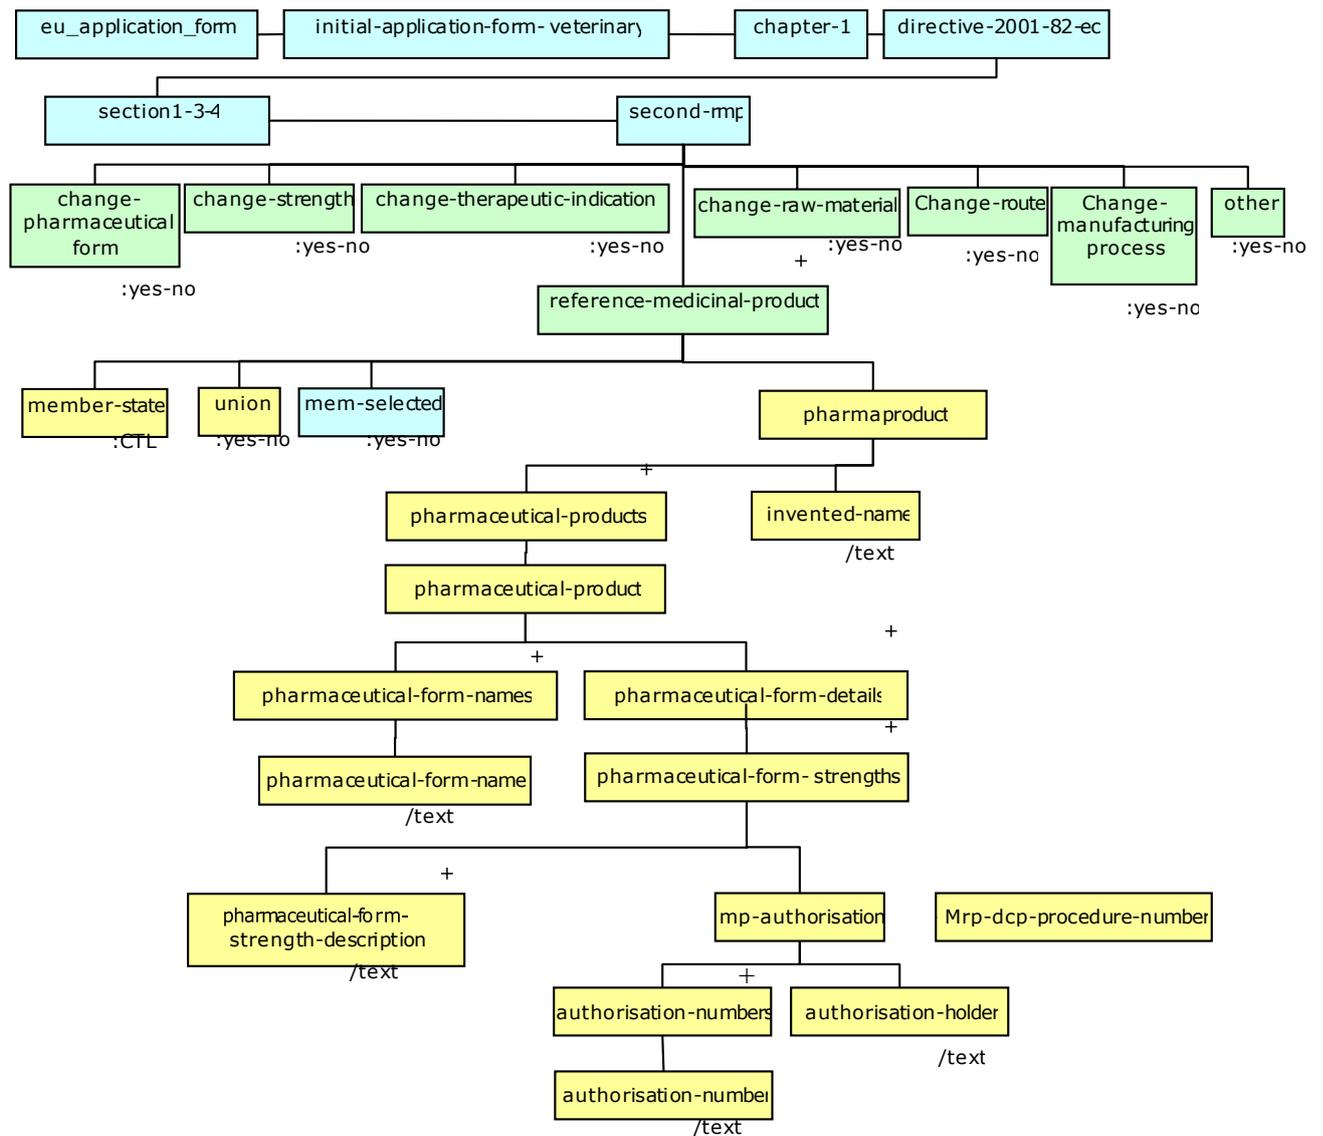 eu_application_form
initial-application-form- veterinary
chapter-1
directive-2001-82-ec
section1-3-4
second-rmp
change-
pharmaceutical
form
:yes-no
change-strength
:yes-no
change-therapeutic-indication
:yes-no
change-raw-material
:yes-no
Change-route
:yes-no
Change-
manufacturing
process
:yes-no
other
:yes-no
+
reference-medicinal-product
member-state
:CTL
union
:yes-no
mem-selected
:yes-no
pharmaproduct
+
pharmaceutical-products
invented-name
/text
pharmaceutical-product
+
+
pharmaceutical-form-names
pharmaceutical-form-details
+
pharmaceutical-form-name
/text
pharmaceutical-form- strengths
+
pharmaceutical-form-
strength-description
/text
mp-authorisation
Mrp-dcp-procedure-number
+
authorisation-numbers
authorisation-holder
/text
authorisation-number
/text